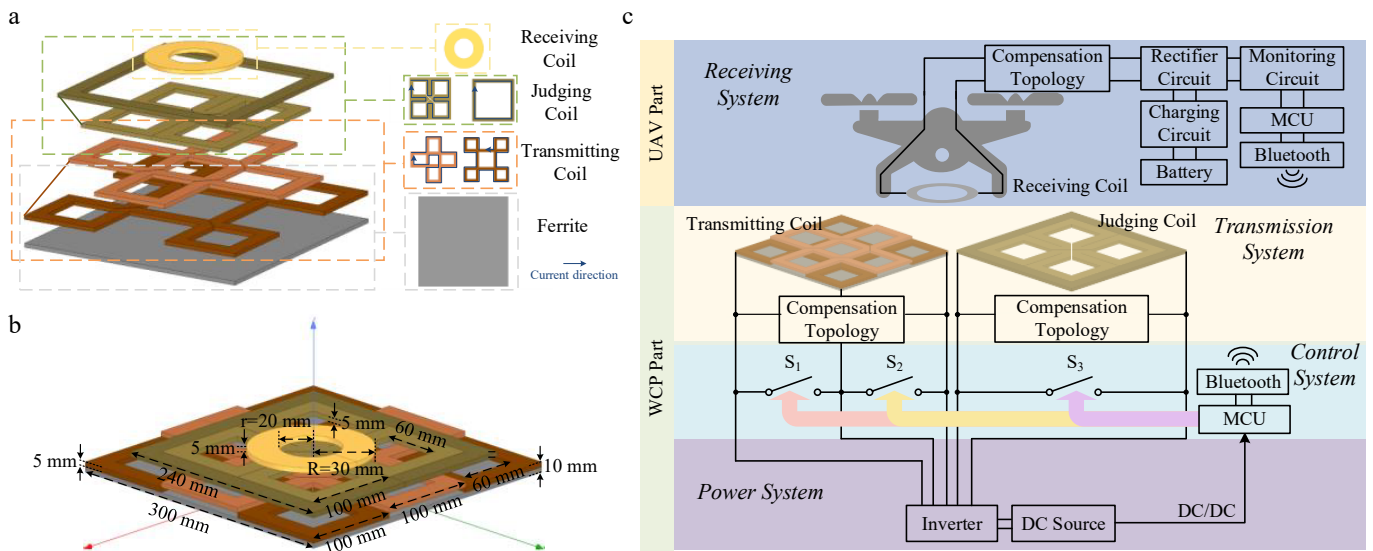 a
Receiving
Coil
Judging
Coil
Transmitting
Coil
Ferrite
Current direction
b
r=20 mm
5 mm
60 mm
5 mm
R=30 mm
5 mm
10 mm
240 mm
100 mm
60 mm
300 mm
100 mm
100 mm
c
UAV Part
Receiving
System
Compensation
Topology
Rectifier
Circuit
Monitoring
Circuit
Charging
Circuit
MCU
Battery
Bluetooth
Receiving Coil
WCP Part
Transmitting Coil
Judging Coil
Transmission
System
Compensation
Topology
Compensation
Topology
S1
S2
S3
Control
System
Bluetooth
MCU
Power System
Inverter
DC Source
DC/DC